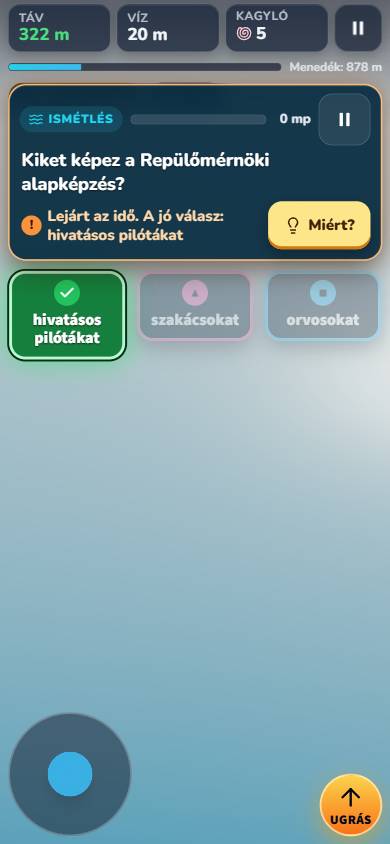 TÁV
322 m
VÍZ
20 m
KAGYLÓ
5
Menedék: 878 m
ISMÉTLÉS
0 mp
Kiket képez a Repülőmérnöki
alapképzés?
Lejárt az idő. A jó válasz:
hivatásos pilótákat
Miért?
hivatásos
pilótákat
szakácsokat
orvosokat
UGRÁS